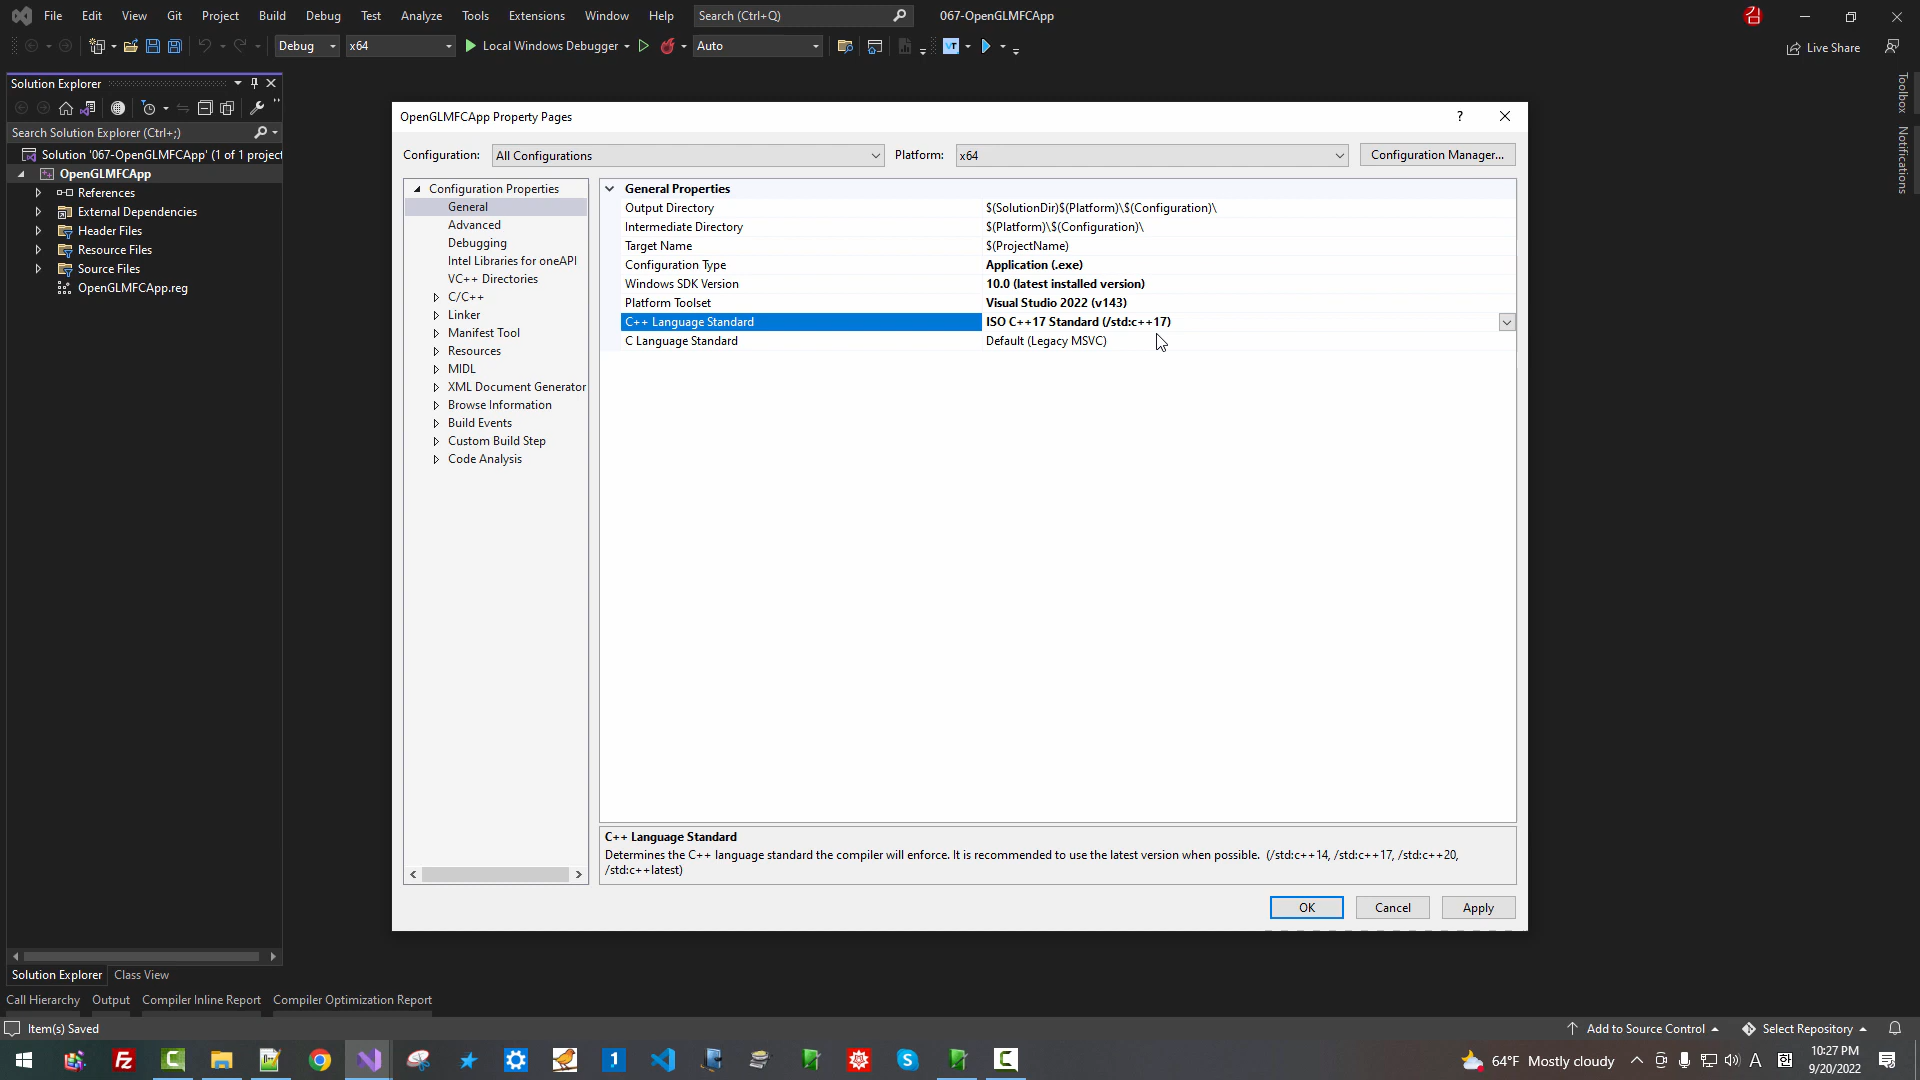 File Edit View Git Project Build Debug Test Analyze Tools Extensions Window Help Search (Ctrl+Q) 067-OpenGLMFCApp
Debug x64 Local Windows Debugger Auto Live Share
Solution Explorer
Search Solution Explorer (Ctrl+;)
Solution '067-OpenGLMFCApp' (1 of 1 project
OpenGLMFCApp
References
External Dependencies
Header Files
Resource Files
Source Files
OpenGLMFCApp.reg
Toolbox
Notifications
OpenGLMFCApp Property Pages
Configuration: All Configurations Platform: x64 Configuration Manager...
Configuration Properties
General
Advanced
Debugging
Intel Libraries for oneAPI
VC++ Directories
C/C++
Linker
Manifest Tool
Resources
MIDL
XML Document Generator
Browse Information
Build Events
Custom Build Step
Code Analysis
General Properties
Output Directory $(SolutionDir)$(Platform)\$(Configuration)\
Intermediate Directory $(Platform)\$(Configuration)\
Target Name $(ProjectName)
Configuration Type Application (.exe)
Windows SDK Version 10.0 (latest installed version)
Platform Toolset Visual Studio 2022 (v143)
C++ Language Standard ISO C++17 Standard (/std:c++17)
C Language Standard Default (Legacy MSVC)
C++ Language Standard
Determines the C++ language standard the compiler will enforce. It is recommended to use the latest version when possible. (/std:c++14, /std:c++17, /std:c++20,
/std:c++latest)
OK Cancel Apply
Solution Explorer Class View
Call Hierarchy Output Compiler Inline Report Compiler Optimization Report
Item(s) Saved Add to Source Control Select Repository
64°F Mostly cloudy A 한 10:27 PM
9/20/2022